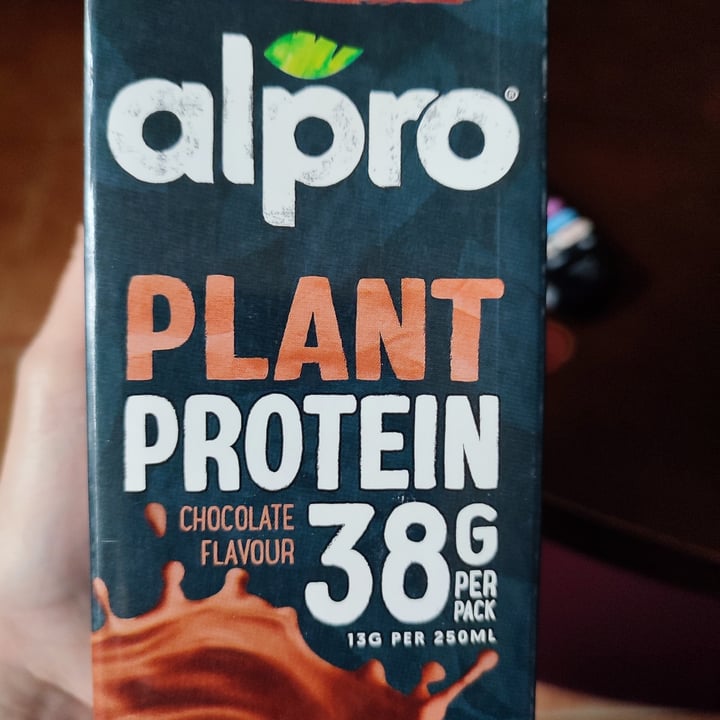 alpro®
PLANT
PROTEIN
CHOCOLATE
FLAVOUR
38G
PER
PACK
13G PER 250ML